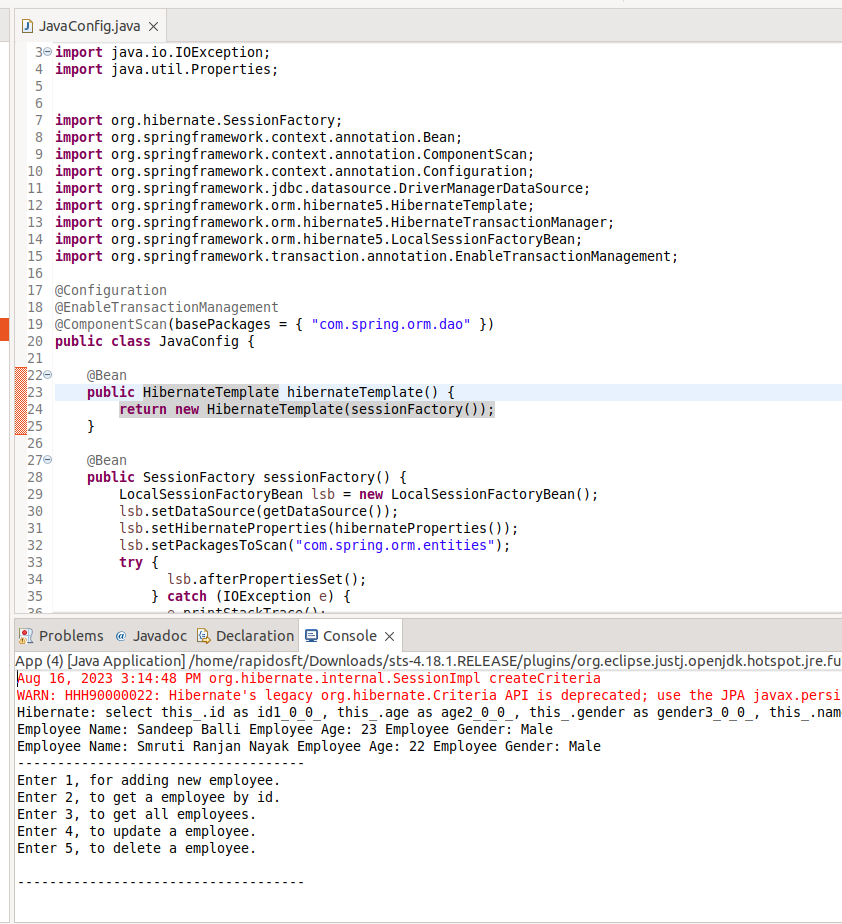 JavaConfig.java
3 import java.io.IOException;
4 import java.util.Properties;
5
6
7 import org.hibernate.SessionFactory;
8 import org.springframework.context.annotation.Bean;
9 import org.springframework.context.annotation.ComponentScan;
10 import org.springframework.context.annotation.Configuration;
11 import org.springframework.jdbc.datasource.DriverManagerDataSource;
12 import org.springframework.orm.hibernate5.HibernateTemplate;
13 import org.springframework.orm.hibernate5.HibernateTransactionManager;
14 import org.springframework.orm.hibernate5.LocalSessionFactoryBean;
15 import org.springframework.transaction.annotation.EnableTransactionManagement;
16
17 @Configuration
18 @EnableTransactionManagement
19 @ComponentScan(basePackages = { "com.spring.orm.dao" })
20 public class JavaConfig {
21
22 @Bean
23 public HibernateTemplate hibernateTemplate() {
24 return new HibernateTemplate(sessionFactory());
25 }
26
27 @Bean
28 public SessionFactory sessionFactory() {
29 LocalSessionFactoryBean lsb = new LocalSessionFactoryBean();
30 lsb.setDataSource(getDataSource());
31 lsb.setHibernateProperties(hibernateProperties());
32 lsb.setPackagesToScan("com.spring.orm.entities");
33 try {
34 lsb.afterPropertiesSet();
35 } catch (IOException e) {
36 e.printStackTrace();
Problems @ Javadoc Declaration Console
App (4) [Java Application] /home/rapidosft/Downloads/sts-4.18.1.RELEASE/plugins/org.eclipse.justj.openjdk.hotspot.jre.fu
Aug 16, 2023 3:14:48 PM org.hibernate.internal.SessionImpl createCriteria
WARN: HHH90000022: Hibernate's legacy org.hibernate.Criteria API is deprecated; use the JPA javax.persi
Hibernate: select this_.id as id1_0_0_, this_.age as age2_0_0_, this_.gender as gender3_0_0_, this_.nam
Employee Name: Sandeep Balli Employee Age: 23 Employee Gender: Male
Employee Name: Smruti Ranjan Nayak Employee Age: 22 Employee Gender: Male
------------------------------------
Enter 1, for adding new employee.
Enter 2, to get a employee by id.
Enter 3, to get all employees.
Enter 4, to update a employee.
Enter 5, to delete a employee.
------------------------------------